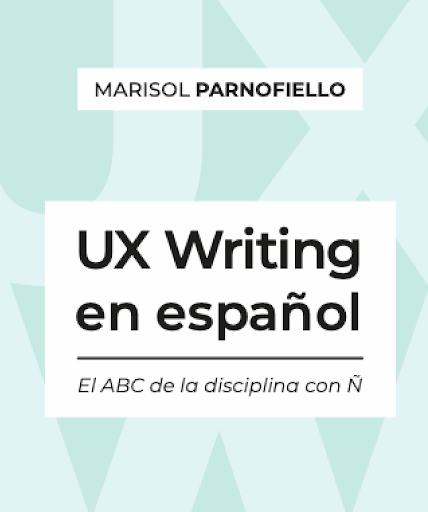 MARISOL PARNOFIELLO
UX Writing
en español
El ABC de la disciplina con Ñ